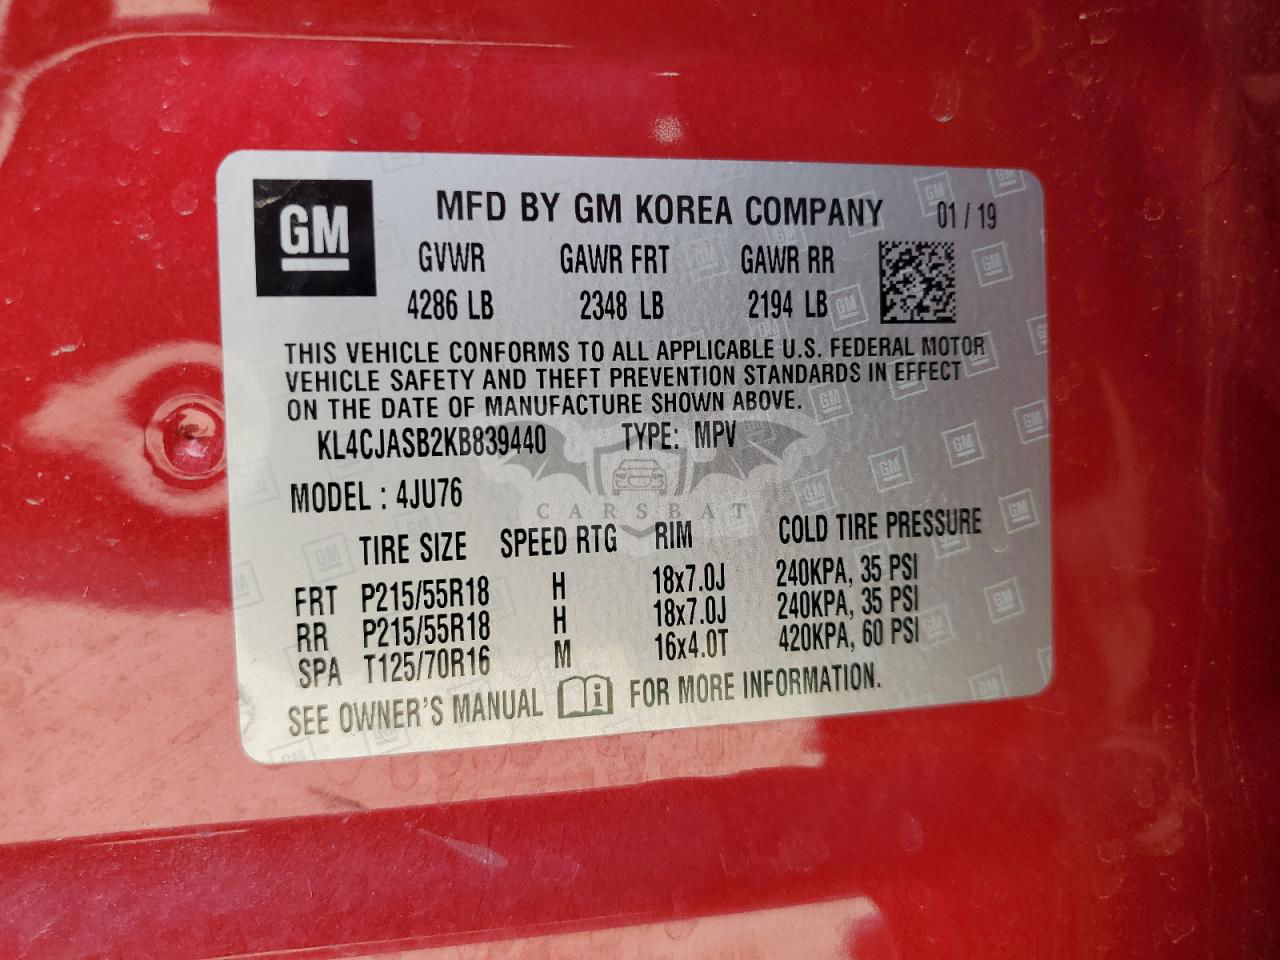 GM
MFD BY GM KOREA COMPANY 01 / 19
GVWR GAWR FRT GAWR RR
4286 LB 2348 LB 2194 LB
THIS VEHICLE CONFORMS TO ALL APPLICABLE U.S. FEDERAL MOTOR
VEHICLE SAFETY AND THEFT PREVENTION STANDARDS IN EFFECT
ON THE DATE OF MANUFACTURE SHOWN ABOVE.
KL4CJASB2KB839440 TYPE: MPV
CARSBAT
MODEL : 4JU76
TIRE SIZE SPEED RTG RIM COLD TIRE PRESSURE
FRT P215/55R18 H 18x7.0J 240KPA, 35 PSI
RR P215/55R18 H 18x7.0J 240KPA, 35 PSI
SPA T125/70R16 M 16x4.0T 420KPA, 60 PSI
SEE OWNER'S MANUAL i FOR MORE INFORMATION.